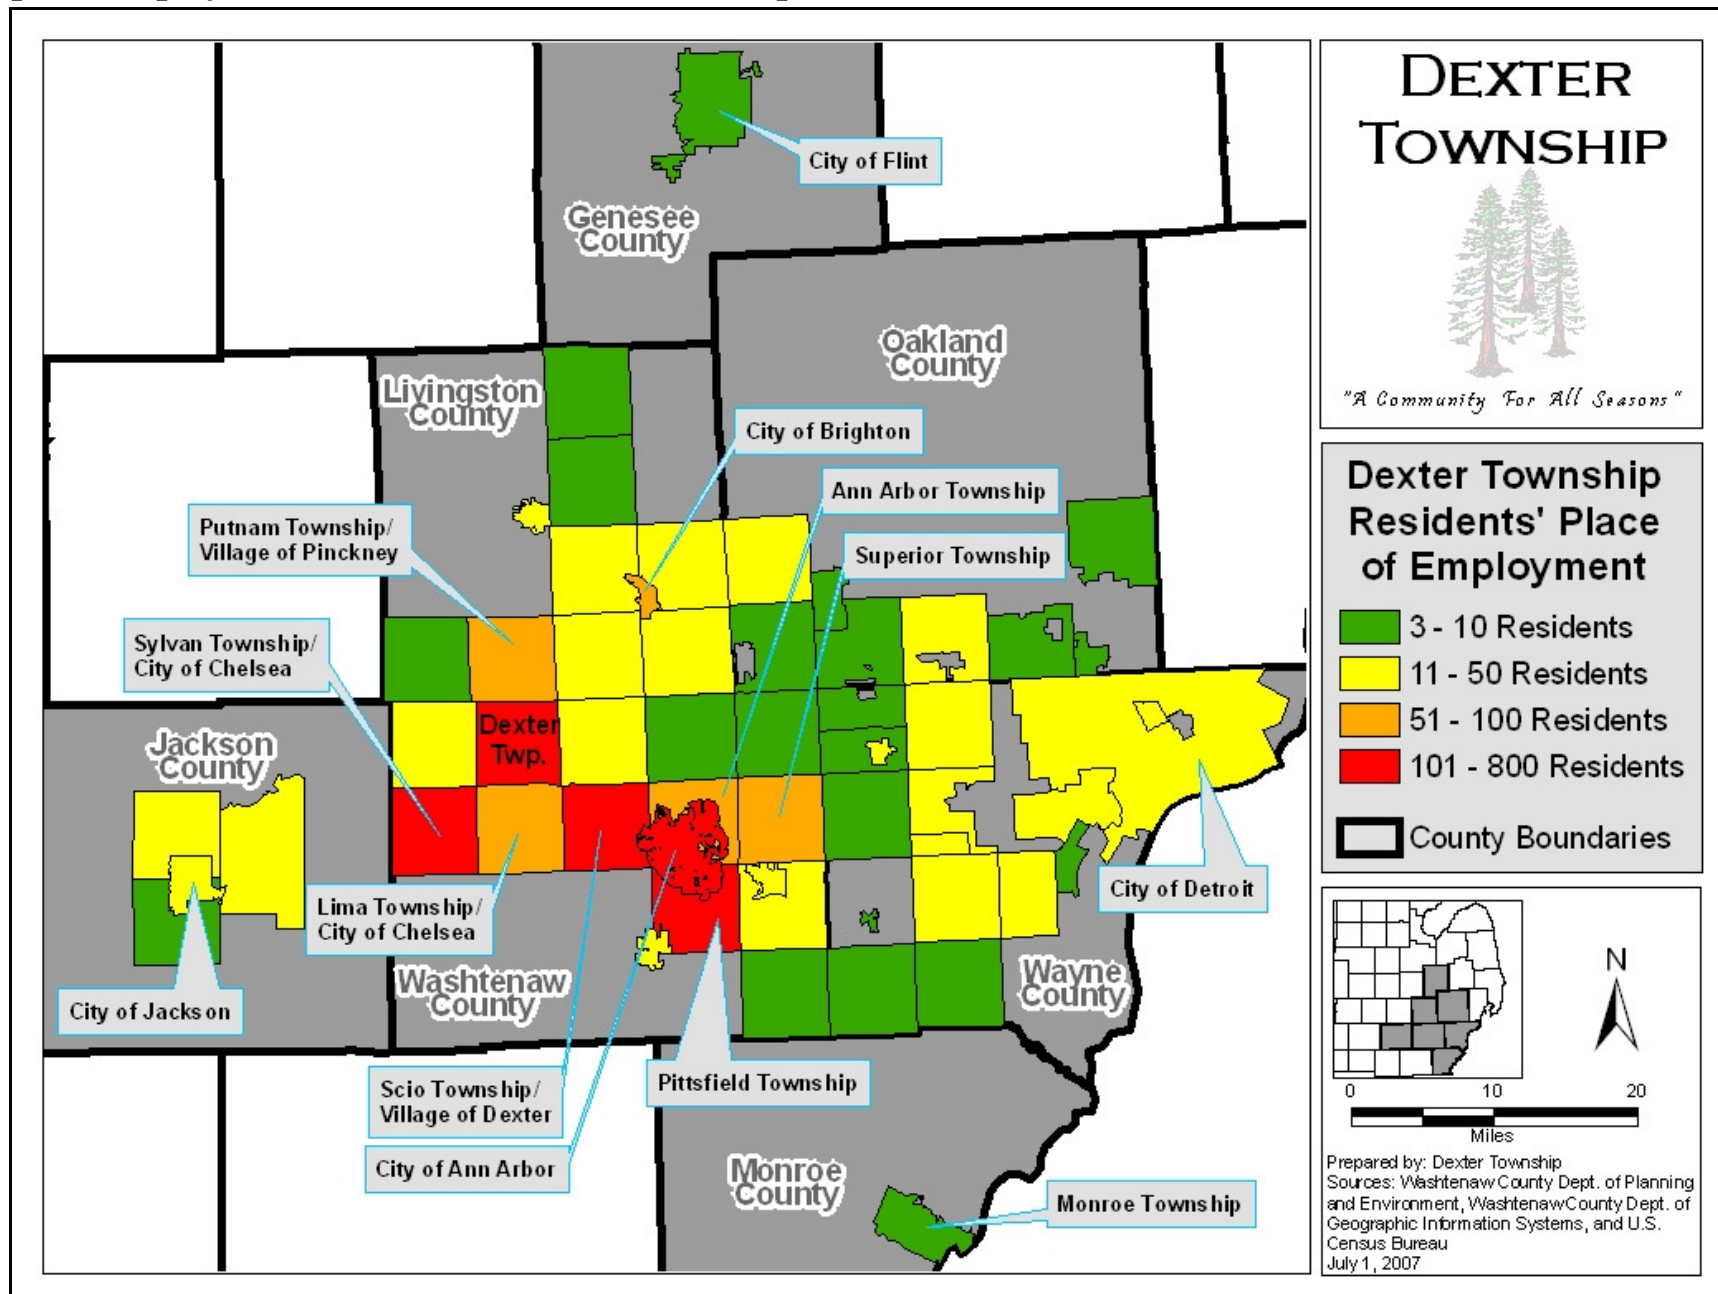 City of Flint
Genesee
County
Oakland
County
Livingston
County
City of Brighton
Ann Arbor Township
Putnam Township/
Village of Pinckney
Superior Township
Sylvan Township/
City of Chelsea
Dexter
Twp.
Jackson
County
City of Detroit
Lima Township/
City of Chelsea
Washtenaw
County
Wayne
County
City of Jackson
Scio Township/
Village of Dexter
Pittsfield Township
City of Ann Arbor
Monroe
County
Monroe Township
DEXTER
TOWNSHIP
"A Community For All Seasons"
Dexter Township
Residents' Place
of Employment
3 - 10 Residents
11 - 50 Residents
51 - 100 Residents
101 - 800 Residents
County Boundaries
N
0 10 20
Miles
Prepared by: Dexter Township
Sources: Washtenaw County Dept. of Planning
and Environment, Washtenaw County Dept. of
Geographic Information Systems, and U.S.
Census Bureau
July 1, 2007